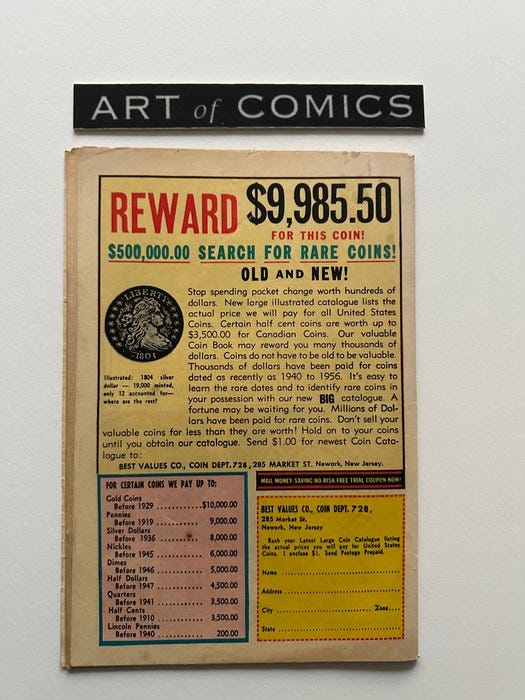 ART of COMICS
REWARD $9,985.50
FOR THIS COIN!
$500,000.00 SEARCH FOR RARE COINS!
OLD AND NEW!
LIBERTY
1801
Illustrated: 1804 silver
dollar — 19,000 minted,
only 12 accounted for—
where are the rest?
Stop spending pocket change worth hundreds of
dollars. New large illustrated catalogue lists the
actual price we will pay for all United States
Coins. Certain half cent coins are worth up to
$3,500.00 for Canadian Coins. Our valuable
Coin Book may reward you many thousands of
dollars. Coins do not have to be old to be valuable.
Thousands of dollars have been paid for coins
dated as recently as 1940 to 1956. It's easy to
learn the rare dates and to identify rare coins in
your possession with our new BIG catalogue. A
fortune may be waiting for you. Millions of Dol-
lars have been paid for rare coins. Don't sell your
valuable coins for less than they are worth! Hold on to your coins
until you obtain our catalogue. Send $1.00 for newest Coin Cata-
logue to:
BEST VALUES CO., COIN DEPT. 728, 285 MARKET ST. Newark, New Jersey.
FOR CERTAIN COINS WE PAY UP TO:
Gold Coins
Before 1929 ...........$10,000.00
Pennies
Before 1919 ........... 9,000.00
Silver Dollars
Before 1936 ........... 8,000.00
Nickles
Before 1945 ........... 6,000.00
Dimes
Before 1946 ........... 5,000.00
Half Dollars
Before 1947 ........... 4,500.00
Quarters
Before 1941 ........... 3,500.00
Half Cents
Before 1910 ........... 3,500.00
Lincoln Pennies
Before 1940 ........... 200.00
MAIL MONEY-SAVING NO-RISK FREE TRIAL COUPON NOW!
BEST VALUES CO., COIN DEPT. 728,
285 Market St.
Newark, New Jersey
Rush your Latest Large Coin Catalogue listing
the actual prices you will pay for United States
Coins. I enclose $1. Send Postage Prepaid.
Name ....................
Address ....................
City .................... Zone....
State ....................